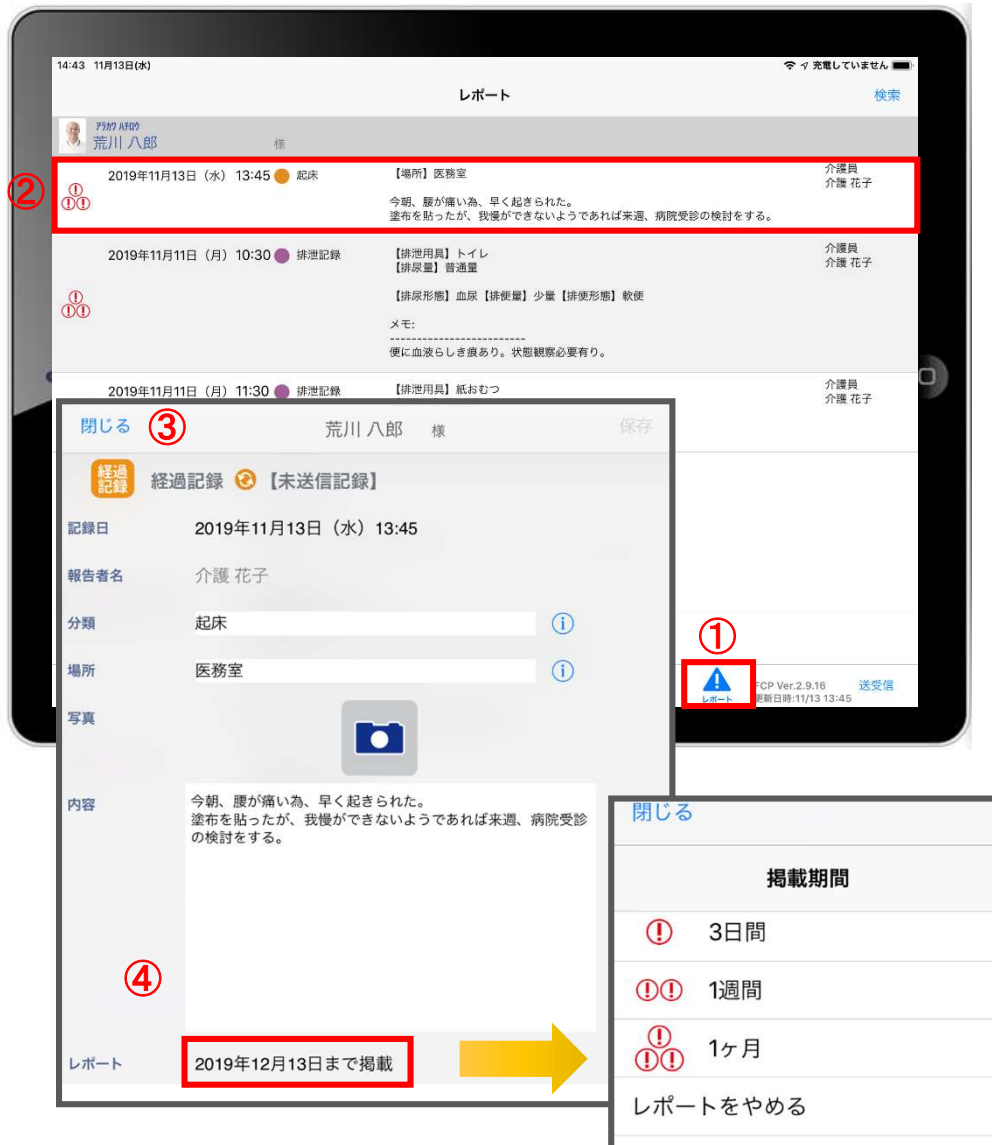 14:43 11月13日(水)
充電していません
レポート
検索
アラカワ ハチロウ
荒川 八郎 様
②
2019年11月13日（水）13:45 起床
【場所】医務室
介護員
介護 花子
今朝、腰が痛い為、早く起きられた。
塗布を貼ったが、我慢ができないようであれば来週、病院受診の検討をする。
2019年11月11日（月）10:30 排泄記録
【排泄用具】トイレ
【排尿量】普通量
介護員
介護 花子
【排尿形態】血尿【排便量】少量【排便形態】軟便
メモ:
-------------------------
便に血液らしき痕あり。状態観察必要有り。
2019年11月11日（月）11:30 排泄記録
【排泄用具】紙おむつ
介護員
介護 花子
①
レポート
FCP Ver.2.9.16
更新日時:11/13 13:45
送受信
閉じる
③
荒川 八郎 様
保存
経過
記録
経過記録
【未送信記録】
記録日
2019年11月13日（水）13:45
報告者名
介護 花子
分類
起床
場所
医務室
写真
内容
今朝、腰が痛い為、早く起きられた。
塗布を貼ったが、我慢ができないようであれば来週、病院受診
の検討をする。
④
レポート
2019年12月13日まで掲載
閉じる
掲載期間
3日間
1週間
1ヶ月
レポートをやめる